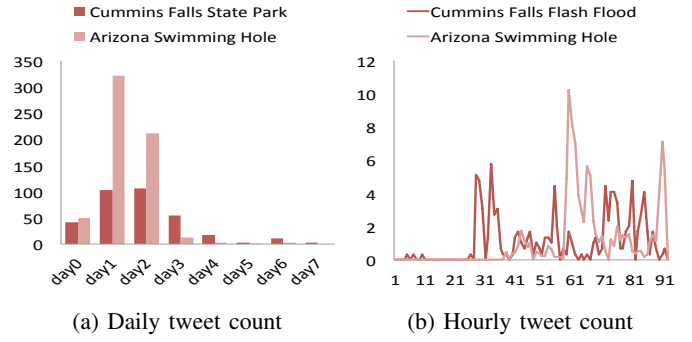 Cummins Falls State Park
Arizona Swimming Hole
350
300
250
200
150
100
50
0
day0 day1 day2 day3 day4 day5 day6 day7
(a) Daily tweet count
Cummins Falls Flash Flood
Arizona Swimming Hole
12
10
8
6
4
2
0
1 11 21 31 41 51 61 71 81 91
(b) Hourly tweet count